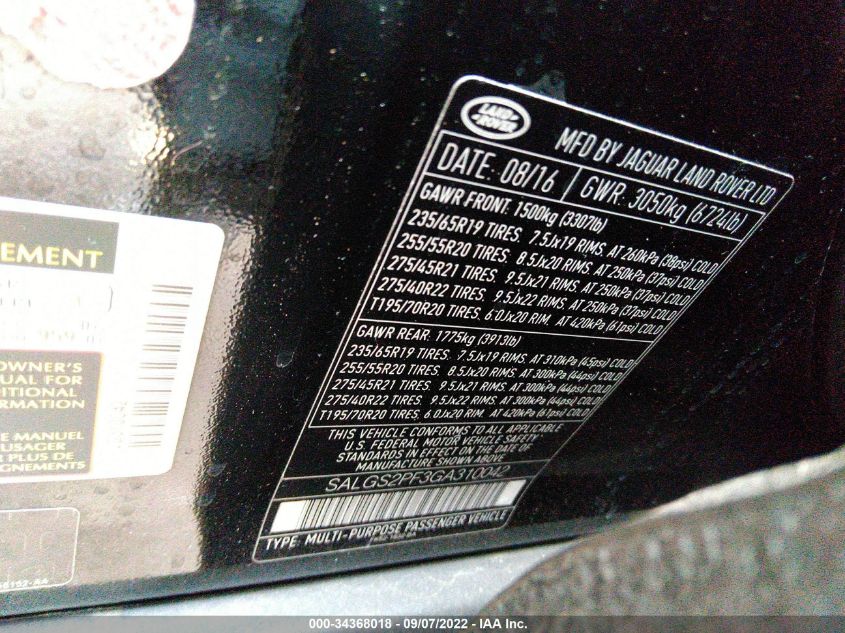 LAND
ROVER
MFD BY JAGUAR LAND ROVER LTD
DATE: 08/16 GWR: 3050kg (6724lb)
GAWR FRONT: 1500kg (3307lb)
235/65R19 TIRES, 7.5Jx19 RIMS, AT 260kPa (38psi) COLD
255/55R20 TIRES, 8.5Jx20 RIMS, AT 250kPa (37psi) COLD
275/45R21 TIRES, 9.5Jx21 RIMS, AT 250kPa (37psi) COLD
275/40R22 TIRES, 9.5Jx22 RIMS, AT 250kPa (37psi) COLD
T195/70R20 TIRES, 6.0Jx20 RIM, AT 420kPa (61psi) COLD
GAWR REAR: 1775kg (3913lb)
235/65R19 TIRES, 7.5Jx19 RIMS, AT 310kPa (45psi) COLD
255/55R20 TIRES, 8.5Jx20 RIMS, AT 300kPa (44psi) COLD
275/45R21 TIRES, 9.5Jx21 RIMS, AT 300kPa (44psi) COLD
275/40R22 TIRES, 9.5Jx22 RIMS, AT 300kPa (44psi) COLD
T195/70R20 TIRES, 6.0Jx20 RIM, AT 420kPa (61psi) COLD
THIS VEHICLE CONFORMS TO ALL APPLICABLE
U.S. FEDERAL MOTOR VEHICLE SAFETY
STANDARDS IN EFFECT ON THE DATE OF
MANUFACTURE SHOWN ABOVE
SALGS2PF3GA310042
TYPE: MULTI-PURPOSE PASSENGER VEHICLE
EMENT
OWNER'S
UAL FOR
DITIONAL
ORMATION
LE MANUEL
USAGER
R PLUS DE
GNEMENTS
000-34368018 - 09/07/2022 - IAA Inc.